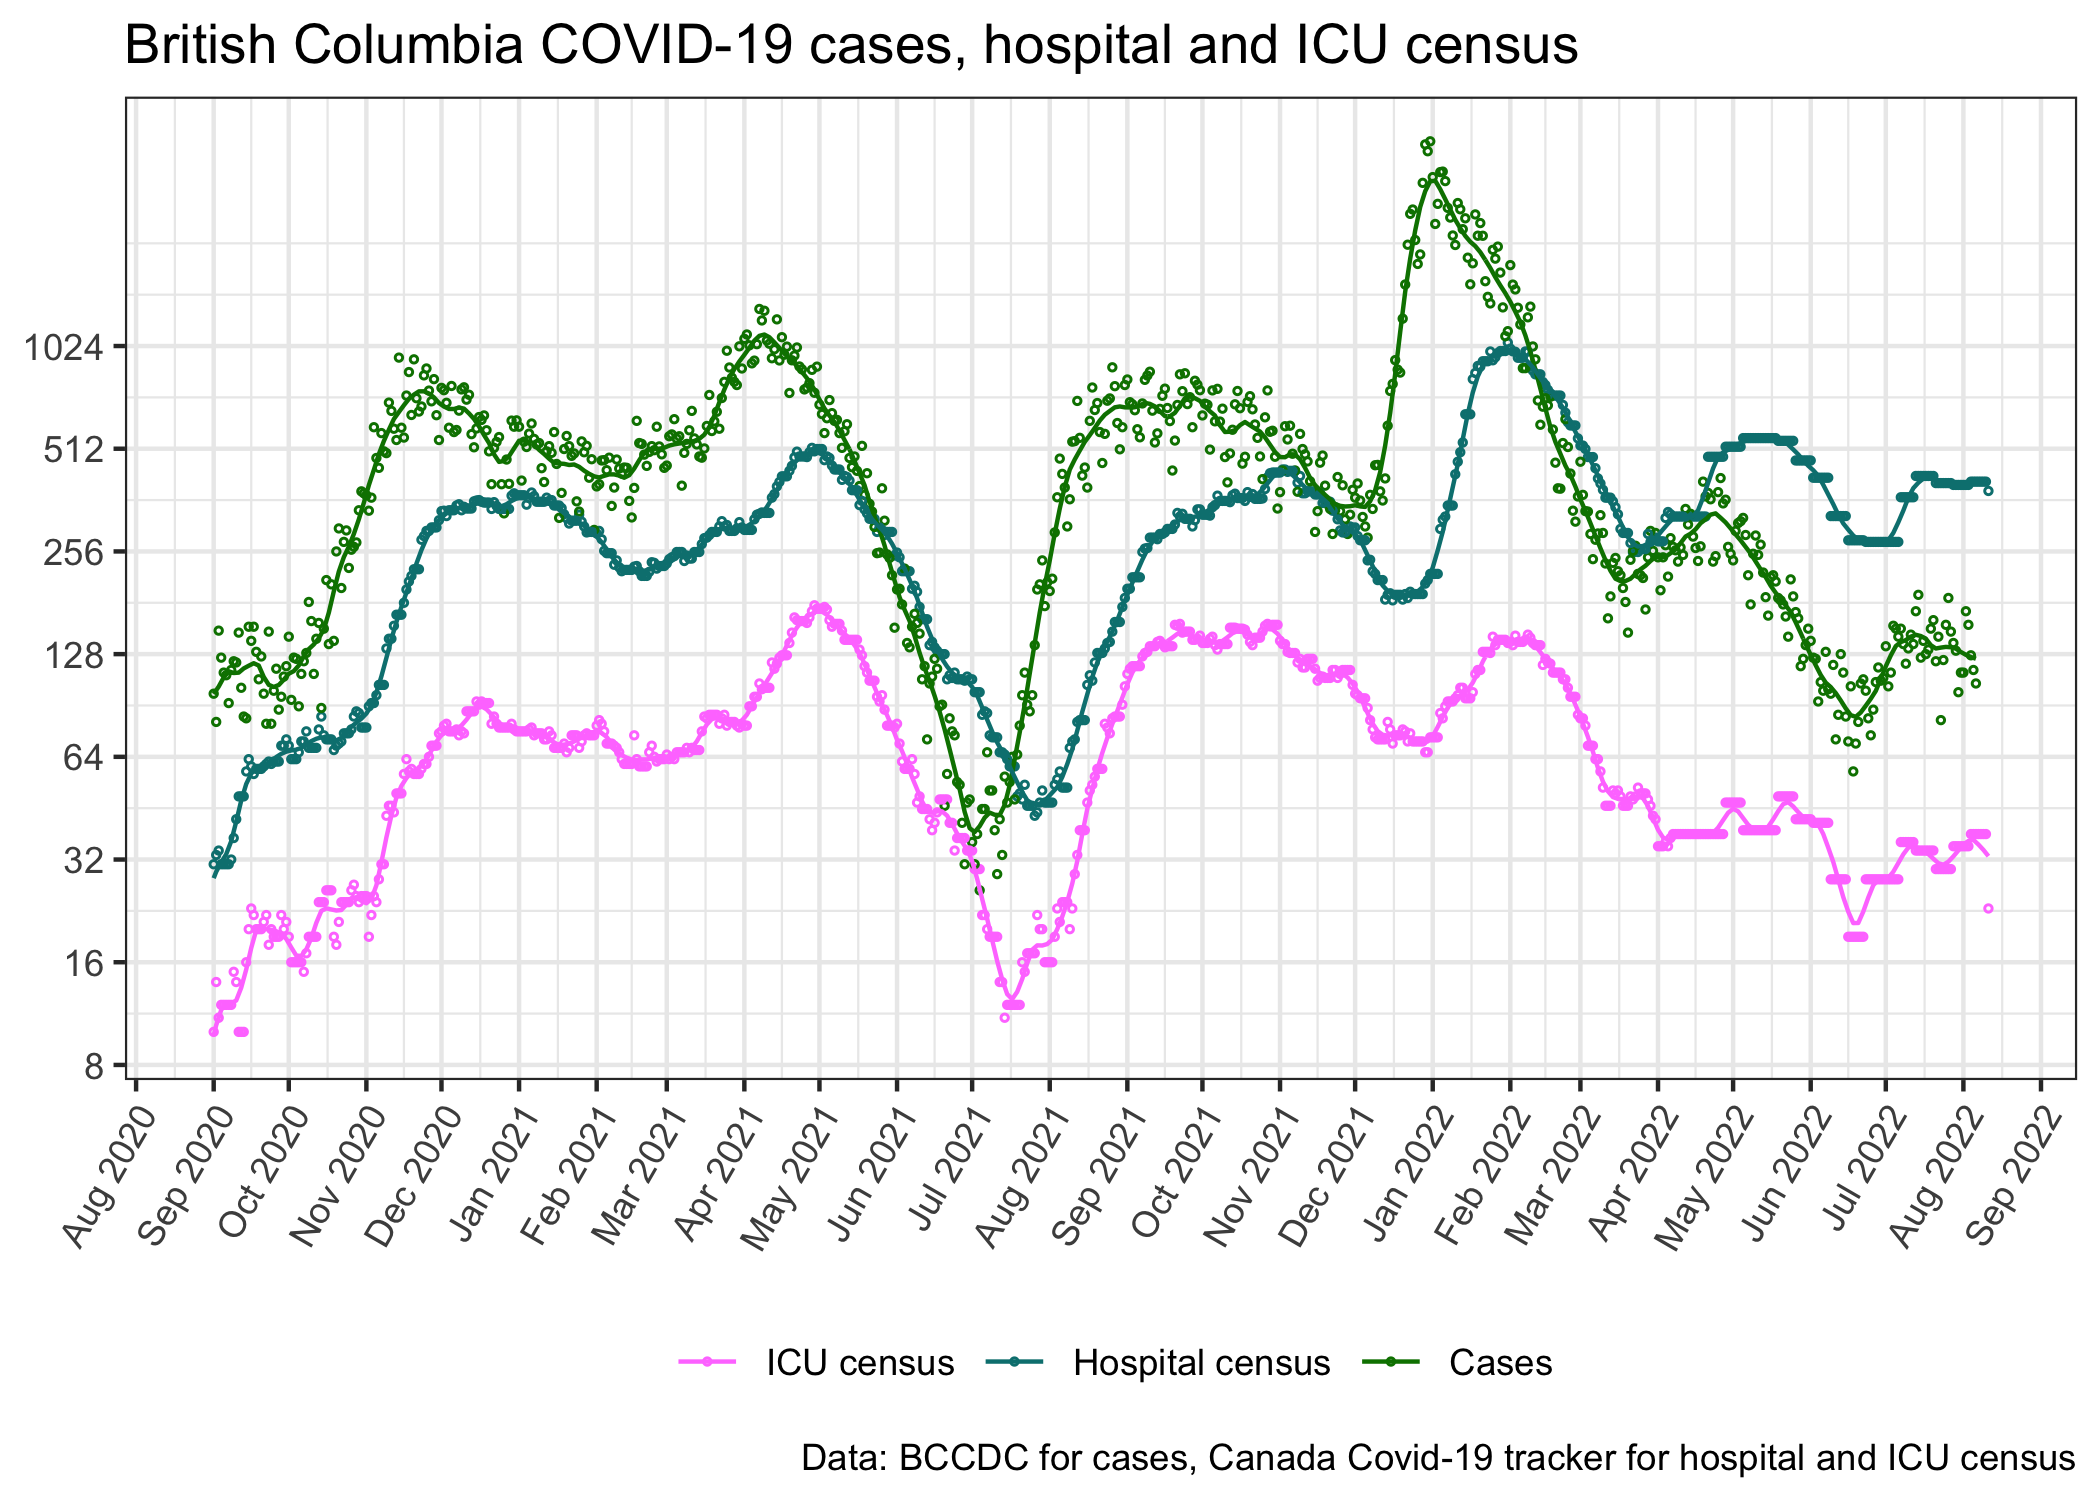 British Columbia COVID-19 cases, hospital and ICU census
1024
512
256
128
64
32
16
8
Aug 2020
Sep 2020
Oct 2020
Nov 2020
Dec 2020
Jan 2021
Feb 2021
Mar 2021
Apr 2021
May 2021
Jun 2021
Jul 2021
Aug 2021
Sep 2021
Oct 2021
Nov 2021
Dec 2021
Jan 2022
Feb 2022
Mar 2022
Apr 2022
May 2022
Jun 2022
Jul 2022
Aug 2022
Sep 2022
ICU census Hospital census Cases
Data: BCCDC for cases, Canada Covid-19 tracker for hospital and ICU census